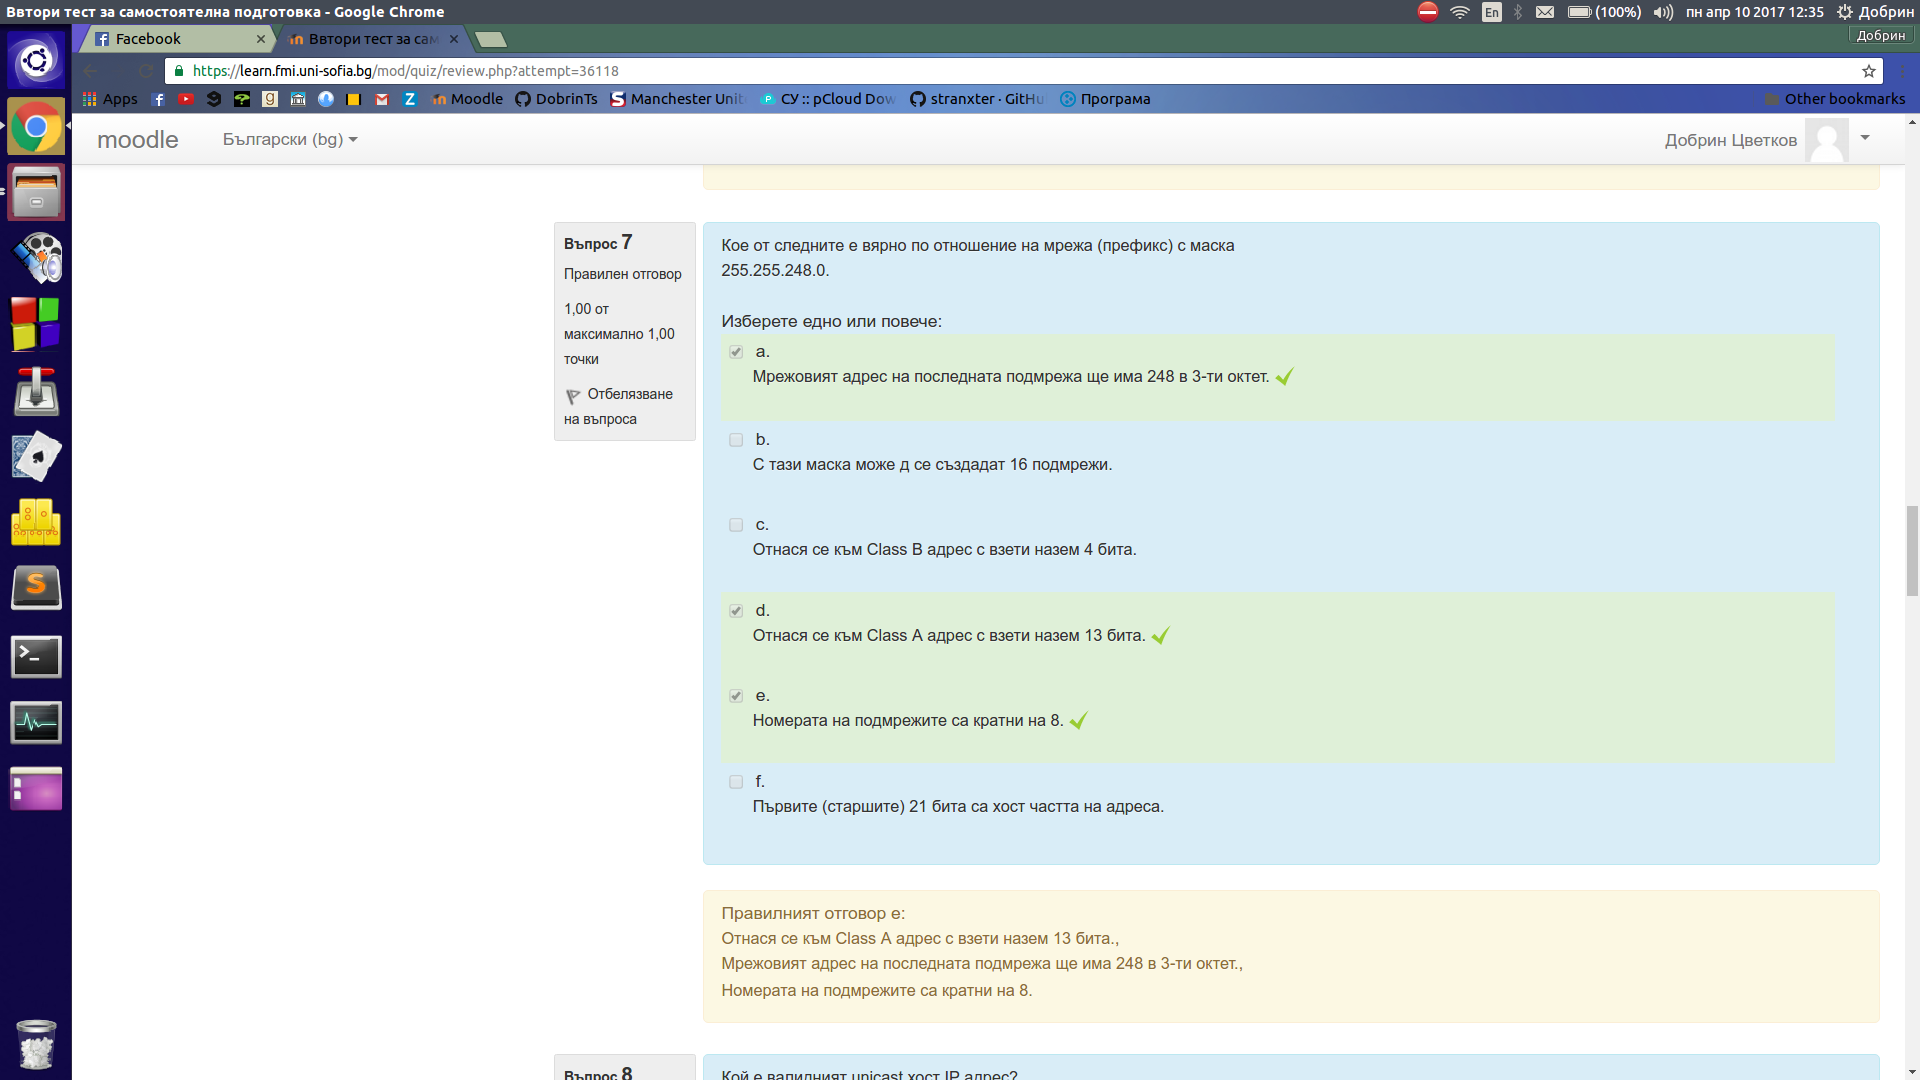 Ввтори тест за самостоятелна подготовка - Google Chrome
En
(100%)
пн апр 10 2017 12:35
Добрин
Facebook
Ввтори тест за сам
Добрин
https://learn.fmi.uni-sofia.bg/mod/quiz/review.php?attempt=36118
Apps
Moodle
DobrinTs
Manchester Unit
СУ :: pCloud Dow
stranxter · GitHu
Програма
Other bookmarks
moodle
Български (bg)
Добрин Цветков
Въпрос 7
Правилен отговор
1,00 от
максимално 1,00
точки
Отбелязване
на въпроса
Кое от следните е вярно по отношение на мрежа (префикс) с маска
255.255.248.0.
Изберете едно или повече:
a.
Мрежовият адрес на последната подмрежа ще има 248 в 3-ти октет.
b.
С тази маска може д се създадат 16 подмрежи.
c.
Отнася се към Class B адрес с взети назем 4 бита.
d.
Отнася се към Class A адрес с взети назем 13 бита.
e.
Номерата на подмрежите са кратни на 8.
f.
Първите (старшите) 21 бита са хост частта на адреса.
Правилният отговор е:
Отнася се към Class A адрес с взети назем 13 бита.,
Мрежовият адрес на последната подмрежа ще има 248 в 3-ти октет.,
Номерата на подмрежите са кратни на 8.
Въпрос 8
Кой е валидният unicast хост IP адрес?